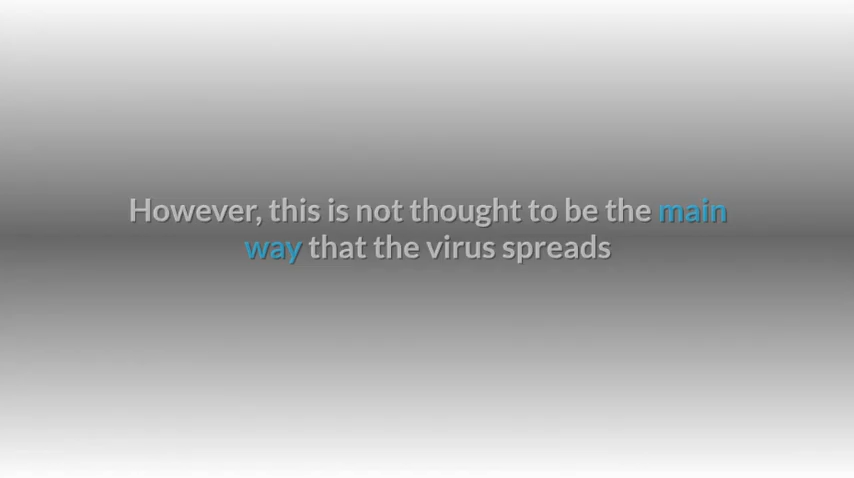 However, this is not thought to be the main
way that the virus spreads